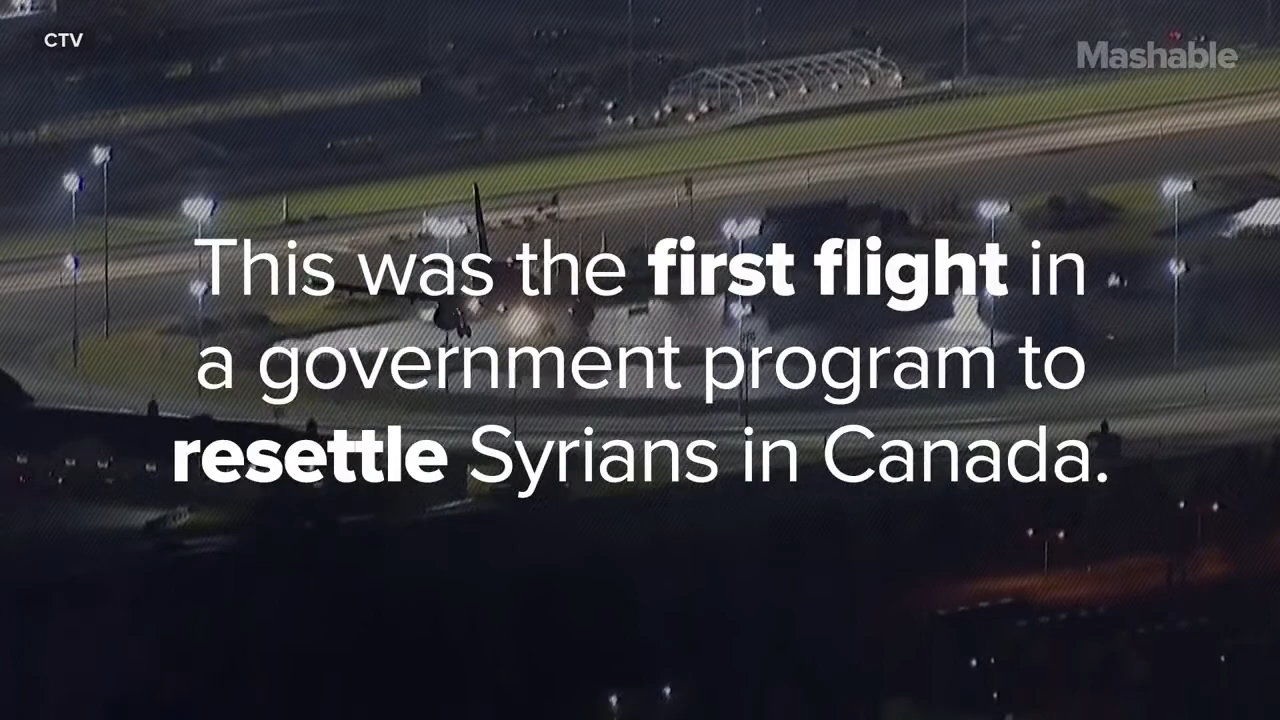 CTV
Mashable
This was the first flight in
a government program to
resettle Syrians in Canada.